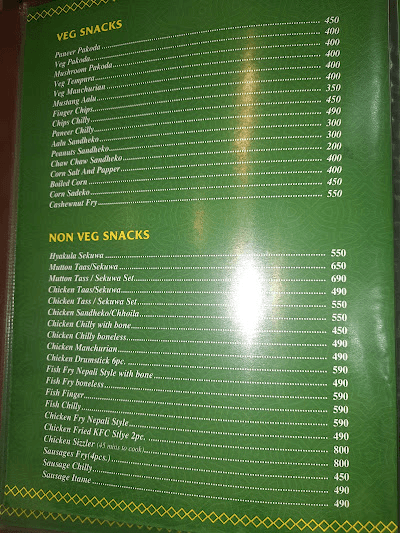 VEG SNACKS
Paneer Pakoda 450
Veg Pakoda 400
Mushroom Pakoda 400
Veg Tempura 400
Veg Manchurian 400
Mustang Aalu 400
Finger Chips 350
Chips Chilly 450
Paneer Chilly 490
Aalu Sandheko 300
Peanuts Sandheko 300
Chaw Chaw Sandheko 200
Corn Salt And Papper 400
Boiled Corn 400
Corn Sadeko 450
Cashewnut Fry 550
NON VEG SNACKS
Hyakula Sekuwa 550
Mutton Taas/Sekuwa 650
Mutton Tass / Sekuwa Set 690
Chicken Taas/Sekuwa 490
Chicken Tass / Sekuwa Set 550
Chicken Sandheko/Chhoila 550
Chicken Chilly with bone 450
Chicken Chilly boneless 490
Chicken Manchurian 490
Chicken Drumstick 6pc. 590
Fish Fry Nepali Style with bone 490
Fish Fry boneless 590
Fish Finger 590
Fish Chilly 590
Chicken Fry Nepali Style 490
Chicken Fried KFC Silye 2pc. 800
Chicken Sizzler (45 mins to cook) 800
Sausages Fry(4pcs.) 450
Sausage Chilly 490
Sausage Itame 490